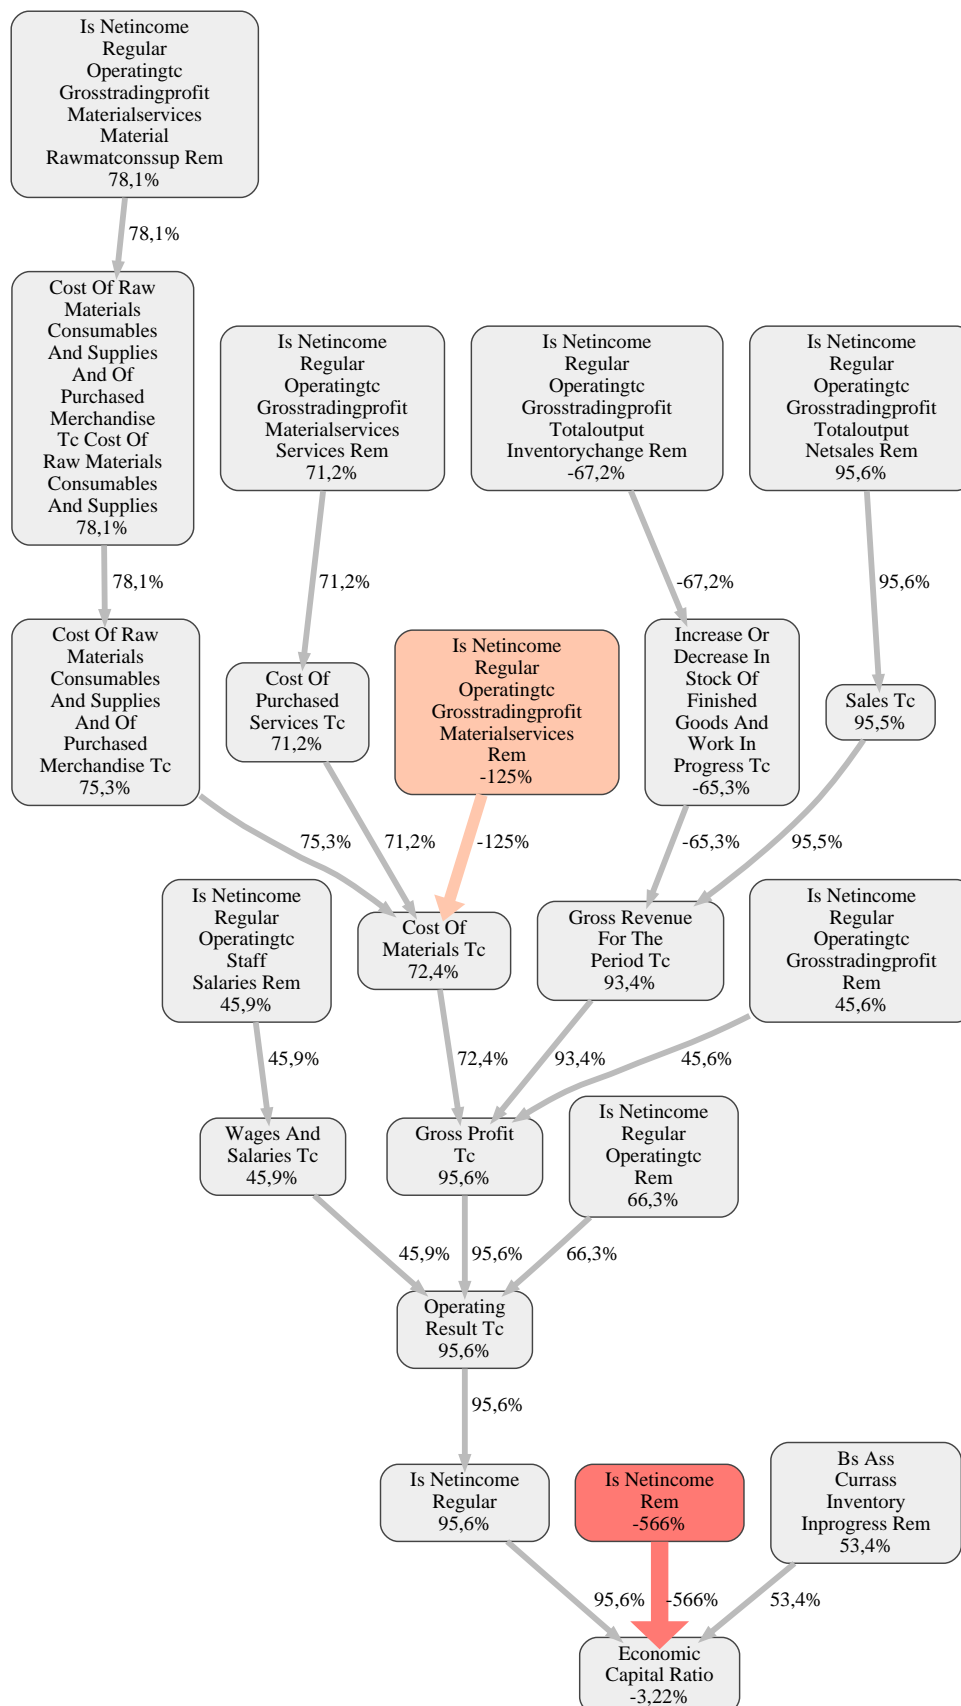 Is Netincome
Regular
Operatingtc
Grosstradingprofit
Materialservices
Material
Rawmatconssup Rem
78,1%
78,1%
Cost Of Raw
Materials
Consumables
And Supplies
And Of
Purchased
Merchandise
Tc Cost Of
Raw Materials
Consumables
And Supplies
78,1%
Is Netincome
Regular
Operatingtc
Grosstradingprofit
Materialservices
Services Rem
71,2%
Is Netincome
Regular
Operatingtc
Grosstradingprofit
Totaloutput
Inventorychange Rem
-67,2%
Is Netincome
Regular
Operatingtc
Grosstradingprofit
Totaloutput
Netsales Rem
95,6%
78,1%
71,2%
-67,2%
95,6%
Cost Of Raw
Materials
Consumables
And Supplies
And Of
Purchased
Merchandise Tc
75,3%
Cost Of
Purchased
Services Tc
71,2%
Is Netincome
Regular
Operatingtc
Grosstradingprofit
Materialservices
Rem
-125%
Increase Or
Decrease In
Stock Of
Finished
Goods And
Work In
Progress Tc
-65,3%
Sales Tc
95,5%
75,3%
71,2%
-125%
-65,3%
95,5%
Is Netincome
Regular
Operatingtc
Staff
Salaries Rem
45,9%
Cost Of
Materials Tc
72,4%
Gross Revenue
For The
Period Tc
93,4%
Is Netincome
Regular
Operatingtc
Grosstradingprofit
Rem
45,6%
45,9%
72,4%
93,4%
45,6%
Wages And
Salaries Tc
45,9%
Gross Profit
Tc
95,6%
Is Netincome
Regular
Operatingtc
Rem
66,3%
45,9%
95,6%
66,3%
Operating
Result Tc
95,6%
95,6%
Is Netincome
Regular
95,6%
Is Netincome
Rem
-566%
Bs Ass
Currass
Inventory
Inprogress Rem
53,4%
95,6%
-566%
53,4%
Economic
Capital Ratio
-3,22%